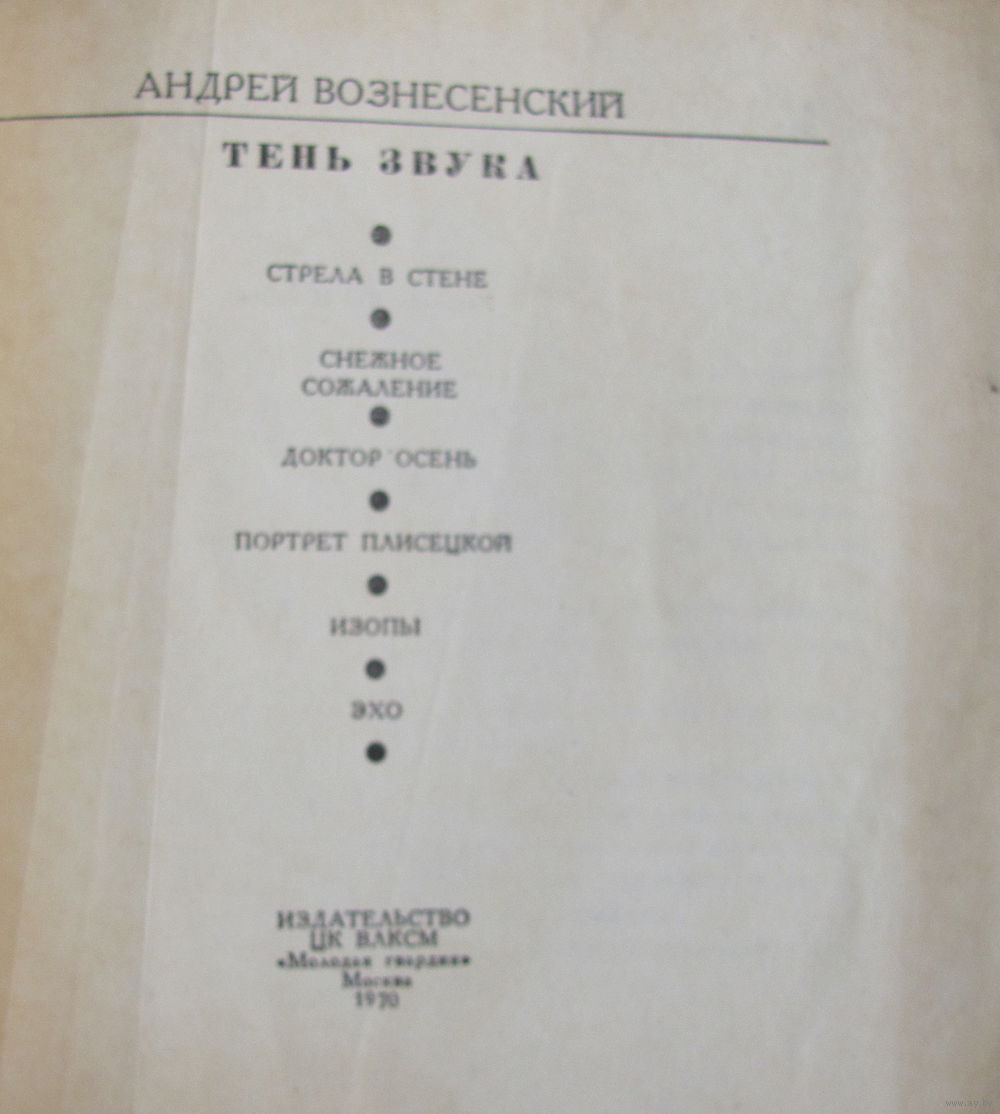 АНДРЕЙ ВОЗНЕСЕНСКИЙ
ТЕНЬ ЗВУКА
СТРЕЛА В СТЕНЕ
СНЕЖНОЕ
СОЖАЛЕНИЕ
ДОКТОР ОСЕНЬ
ПОРТРЕТ ПЛИСЕЦКОЙ
ИЗОПЫ
ЭХО
ИЗДАТЕЛЬСТВО
ЦК ВЛКСМ
«Молодая гвардия»
Москва
1970